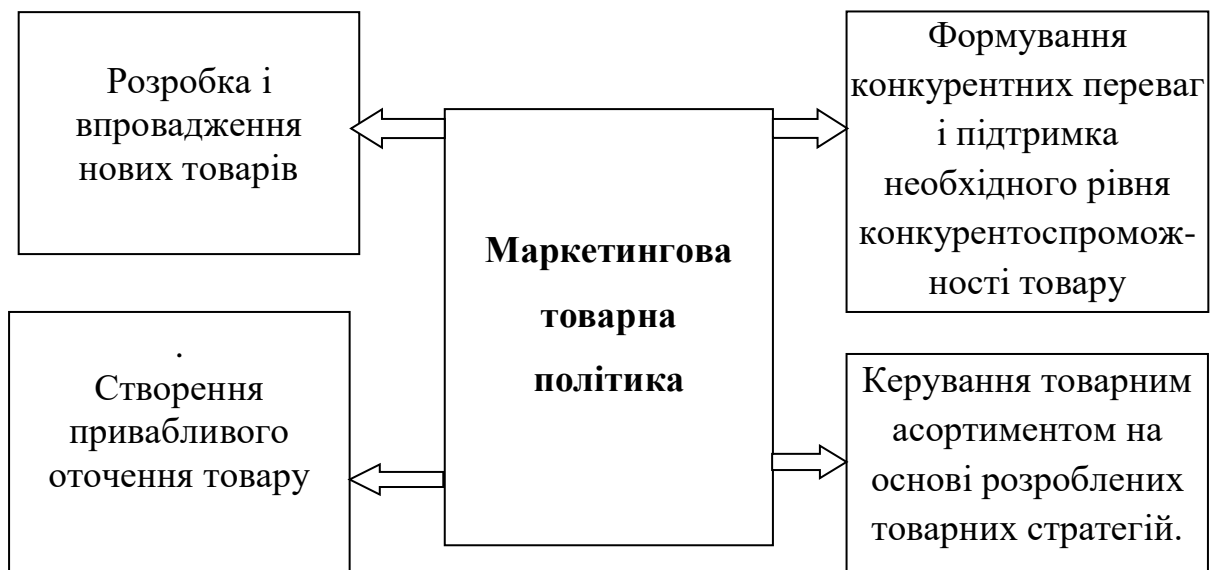 Розробка і
впровадження
нових товарів
.
Створення
привабливого
оточення товару
Маркетингова
товарна
політика
Формування
конкурентних переваг
і підтримка
необхідного рівня
конкурентоспромож-
ності товару
Керування товарним
асортиментом на
основі розроблених
товарних стратегій.